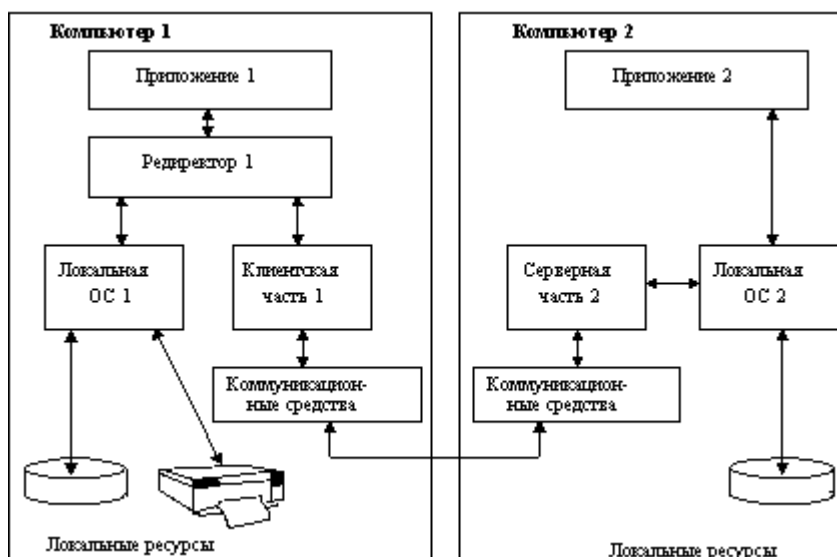 Компьютер 1
Приложение 1
Редиректор 1
Локальная
ОС 1
Клиентская
часть 1
Коммуникацион-
ные средства
Локальные ресурсы
Компьютер 2
Приложение 2
Серверная
часть 2
Локальная
ОС 2
Коммуникацион-
ные средства
Локальные ресурсы